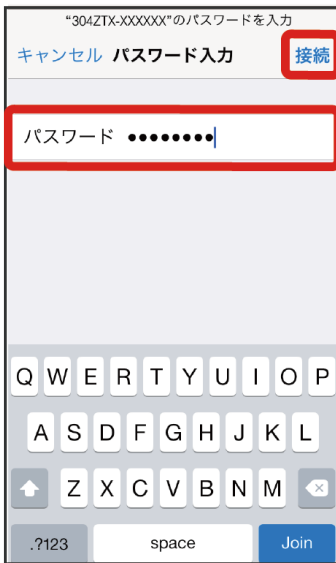 “304ZTX-XXXXXX”のパスワードを入力
キャンセル パスワード入力 接続
パスワード ••••••••
Q W E R T Y U I O P
A S D F G H J K L
Z X C V B N M
.?123 space Join